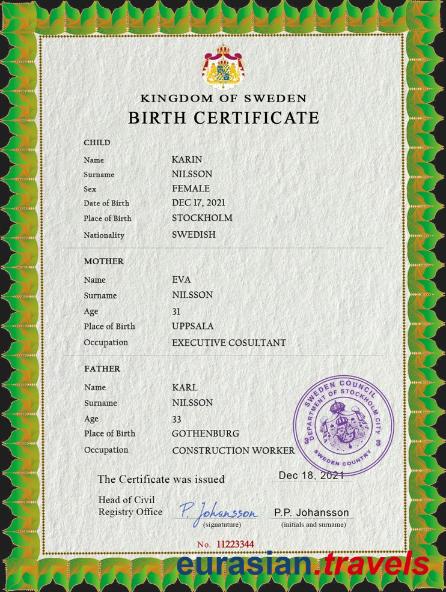 KINGDOM OF SWEDEN
BIRTH CERTIFICATE
CHILD
Name KARIN
Surname NILSSON
Sex FEMALE
Date of Birth DEC 17, 2021
Place of Birth STOCKHOLM
Nationality SWEDISH
MOTHER
Name EVA
Surname NILSSON
Age 31
Place of Birth UPPSALA
Occupation EXECUTIVE COSULTANT
FATHER
Name KARL
Surname NILSSON
Age 33
Place of Birth GOTHENBURG
Occupation CONSTRUCTION WORKER
SWEDEN COUNCIL
DEPARTMENT OF STOCKHOLM CITY
3 3
SWEDEN COUNTRY
The Certificate was issued Dec 18, 2021
Head of Civil
Registry Office P. Johansson P.P. Johansson
(signatuture) (initials and surname)
No. 11223344
eurasian.travels